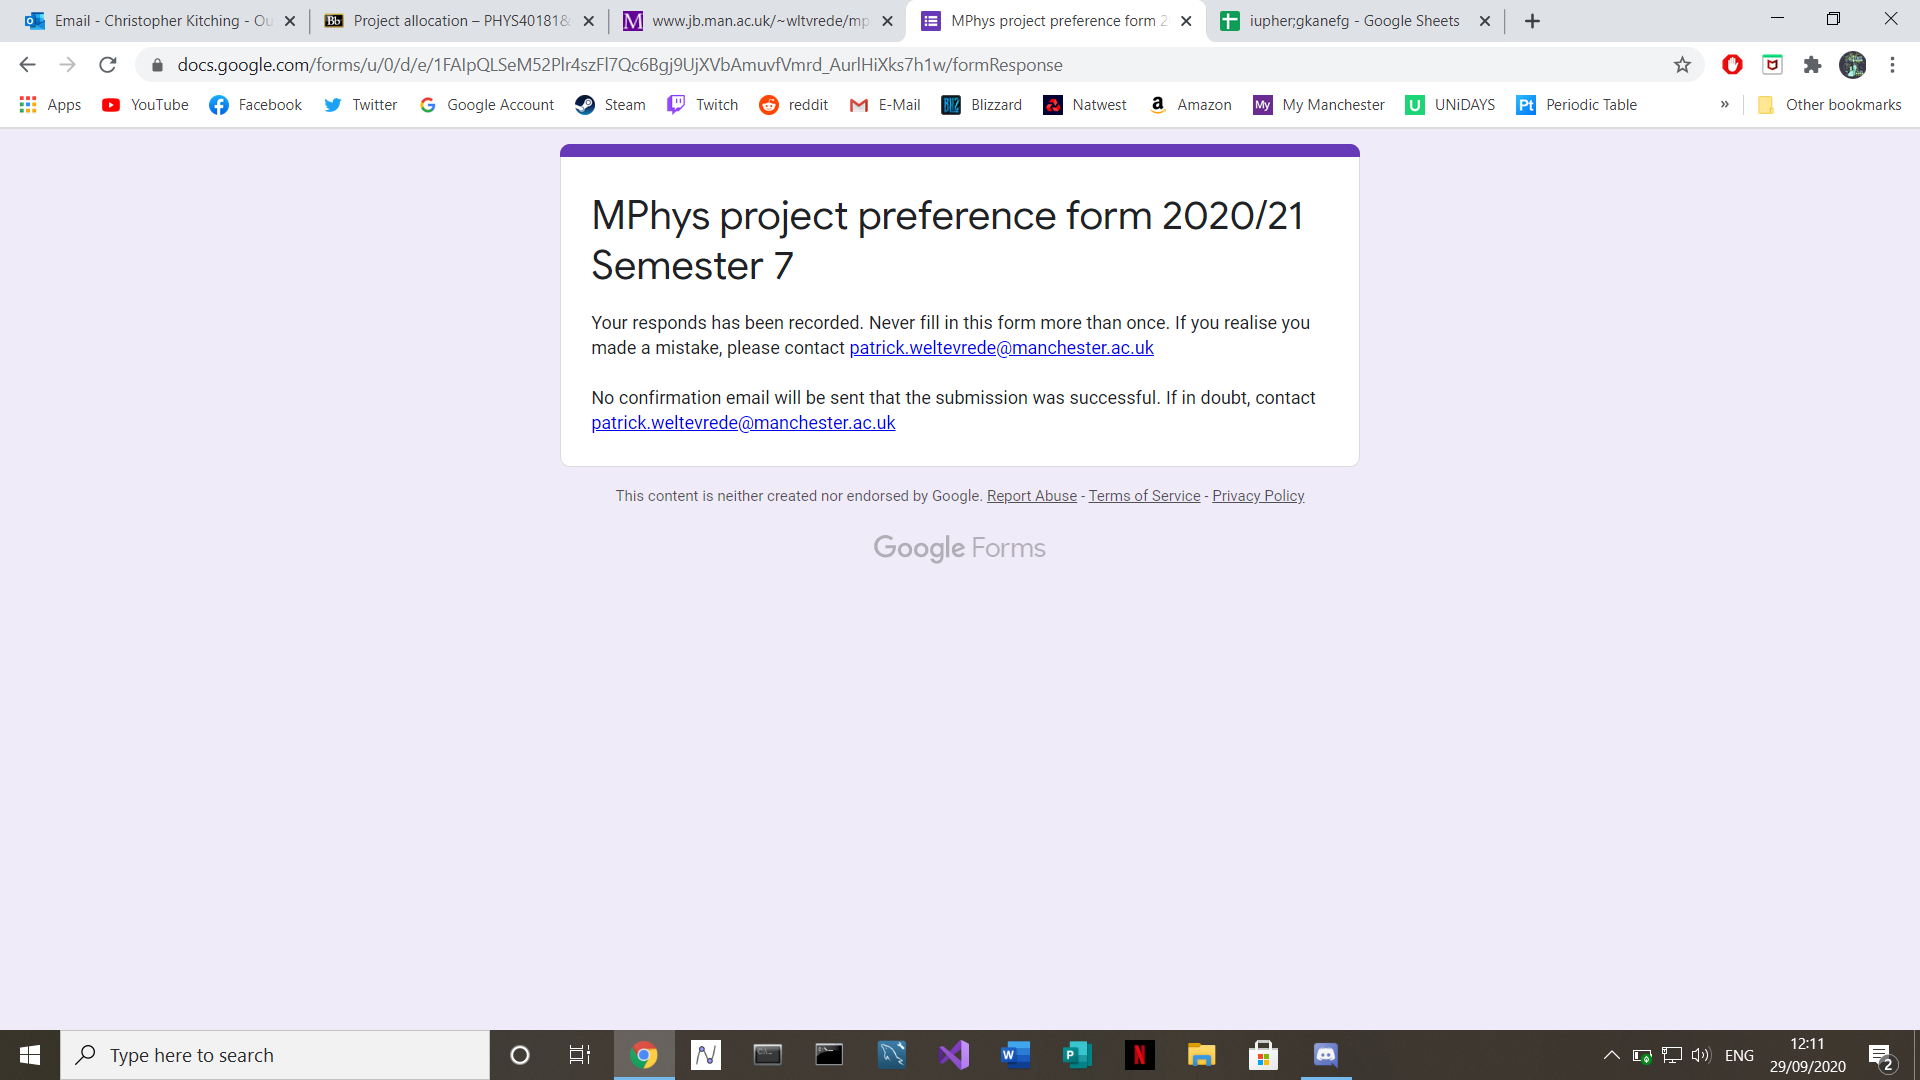 Email - Christopher Kitching - Ou
Project allocation – PHYS40181&
www.jb.man.ac.uk/~wltvrede/mp
MPhys project preference form 2
iupher;gkanefg - Google Sheets
docs.google.com/forms/u/0/d/e/1FAIpQLSeM52Plr4szFl7Qc6Bgj9UjXVbAmuvfVmrd_AurlHiXks7h1w/formResponse
Apps
YouTube
Facebook
Twitter
Google Account
Steam
Twitch
reddit
E-Mail
Blizzard
Natwest
Amazon
My Manchester
UNiDAYS
Periodic Table
»
Other bookmarks
MPhys project preference form 2020/21
Semester 7
Your responds has been recorded. Never fill in this form more than once. If you realise you
made a mistake, please contact patrick.weltevrede@manchester.ac.uk
No confirmation email will be sent that the submission was successful. If in doubt, contact
patrick.weltevrede@manchester.ac.uk
This content is neither created nor endorsed by Google. Report Abuse - Terms of Service - Privacy Policy
Google Forms
Type here to search
ENG
12:11
29/09/2020
2